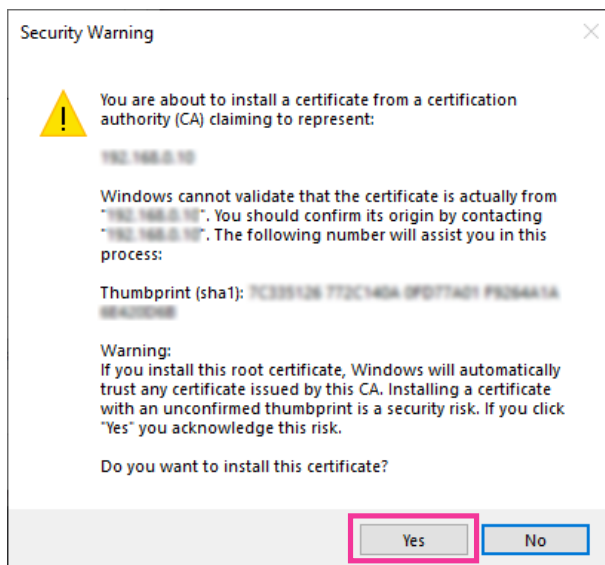 Security Warning
You are about to install a certificate from a certification
authority (CA) claiming to represent:
Windows cannot validate that the certificate is actually from
"". You should confirm its origin by contacting
"". The following number will assist you in this
process:
Thumbprint (sha1):
Warning:
If you install this root certificate, Windows will automatically
trust any certificate issued by this CA. Installing a certificate
with an unconfirmed thumbprint is a security risk. If you click
"Yes" you acknowledge this risk.
Do you want to install this certificate?
Yes
No